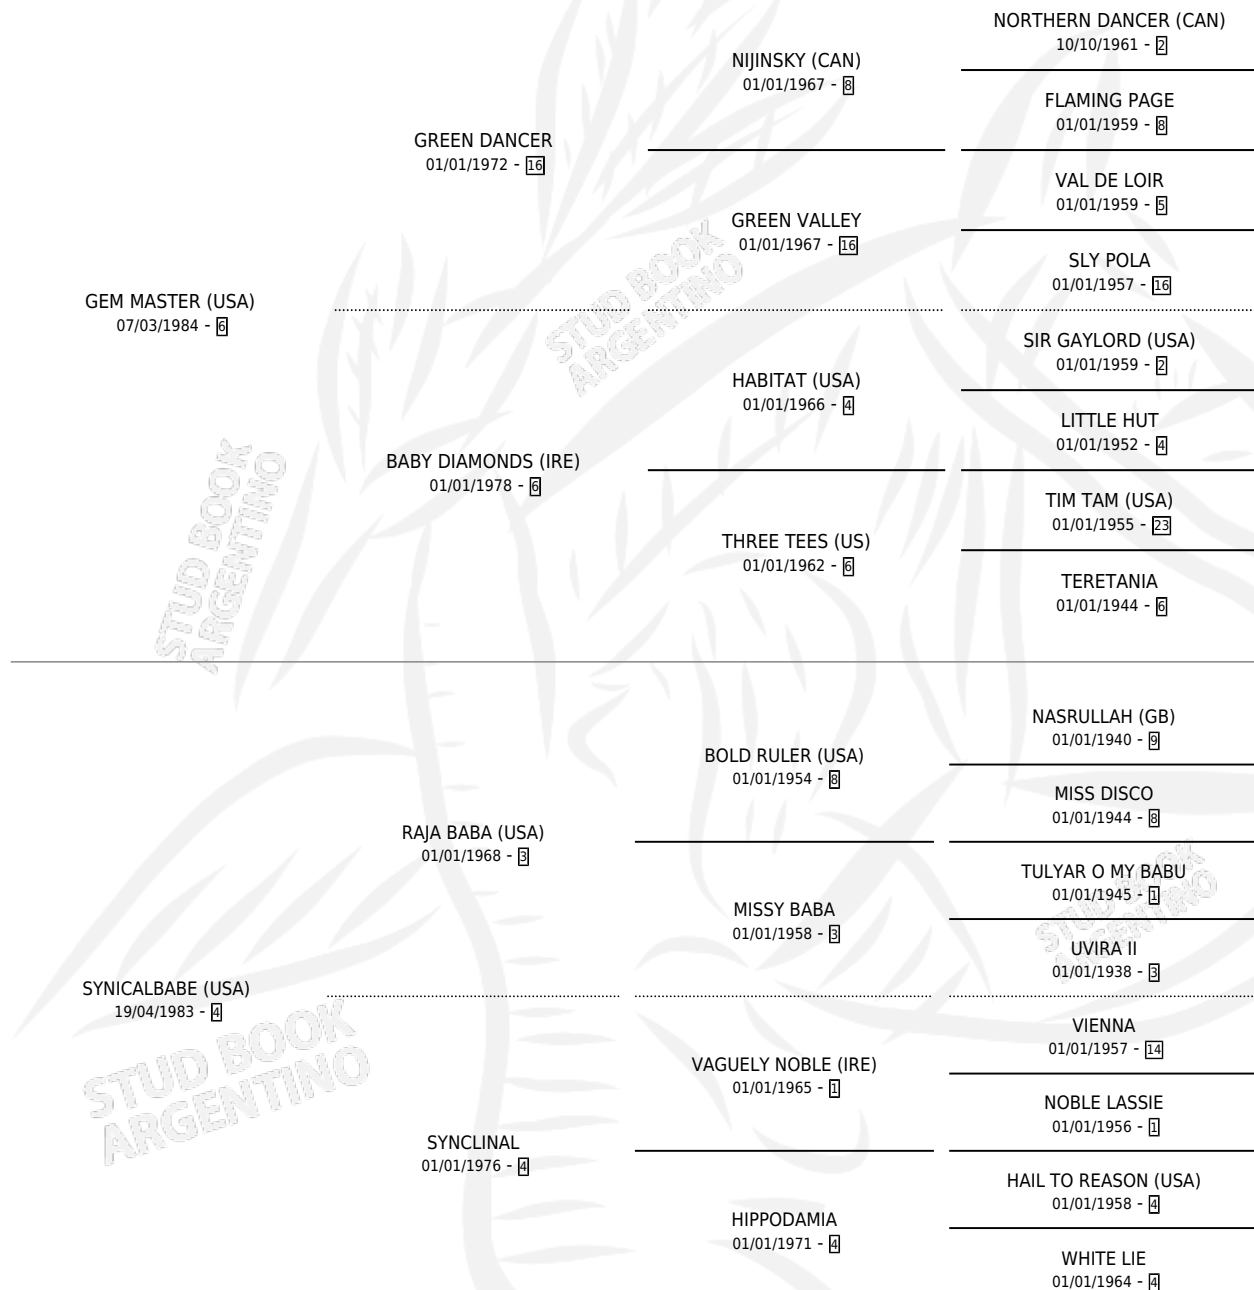 NORTHERN DANCER (CAN)
10/10/1961 - 2
NIJINSKY (CAN)
01/01/1967 - 8
FLAMING PAGE
01/01/1959 - 8
GREEN DANCER
01/01/1972 - 16
VAL DE LOIR
01/01/1959 - 5
GREEN VALLEY
01/01/1967 - 16
SLY POLA
01/01/1957 - 16
GEM MASTER (USA)
07/03/1984 - 6
SIR GAYLORD (USA)
01/01/1959 - 2
HABITAT (USA)
01/01/1966 - 4
LITTLE HUT
01/01/1952 - 4
BABY DIAMONDS (IRE)
01/01/1978 - 6
TIM TAM (USA)
01/01/1955 - 23
THREE TEES (US)
01/01/1962 - 6
TERETANIA
01/01/1944 - 6
NASRULLAH (GB)
01/01/1940 - 9
BOLD RULER (USA)
01/01/1954 - 8
MISS DISCO
01/01/1944 - 8
RAJA BABA (USA)
01/01/1968 - 3
TULYAR O MY BABU
01/01/1945 - 1
MISSY BABA
01/01/1958 - 3
UVIRA II
01/01/1938 - 3
SYNICALBABE (USA)
19/04/1983 - 4
VIENNA
01/01/1957 - 14
VAGUELY NOBLE (IRE)
01/01/1965 - 1
NOBLE LASSIE
01/01/1956 - 1
SYNCLINAL
01/01/1976 - 4
HAIL TO REASON (USA)
01/01/1958 - 4
HIPPODAMIA
01/01/1971 - 4
WHITE LIE
01/01/1964 - 4
STUD BOOK
ARGENTINO
STUD BOOK
ARGENTINO
STUD BOOK
ARGENTINO
STUD BOOK
ARGENTINO